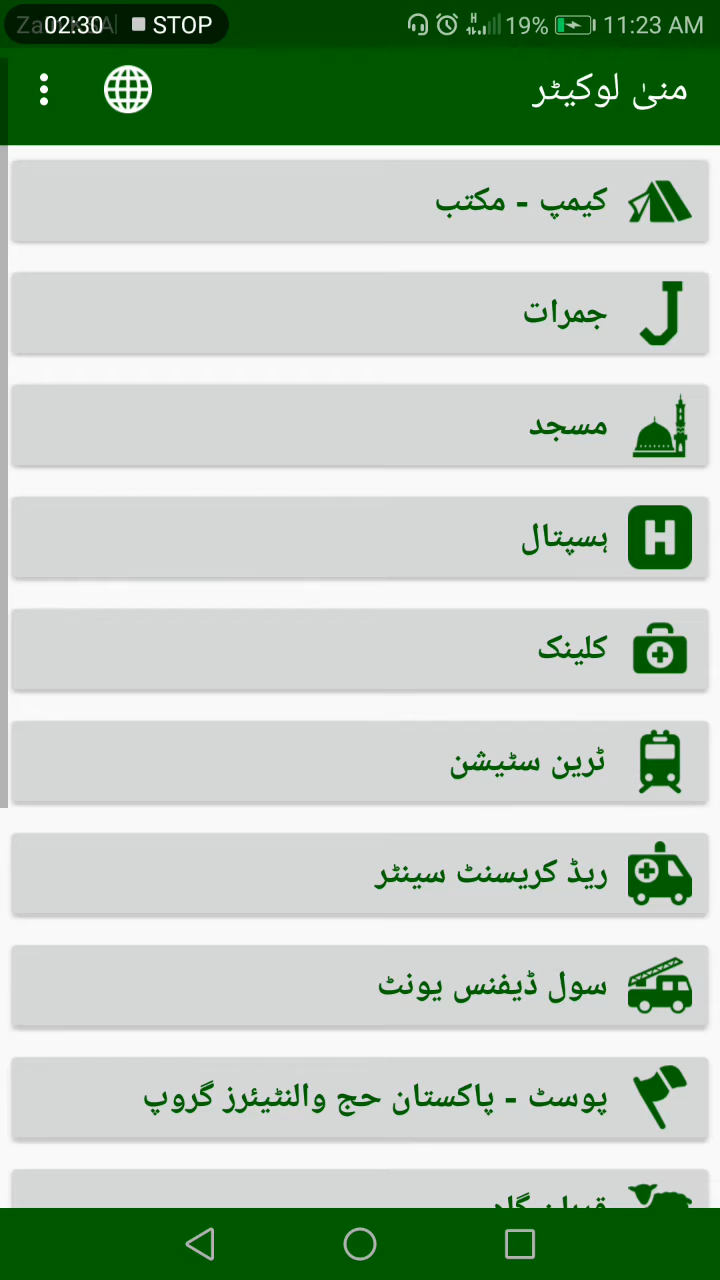 02:30 STOP 19% 11:23 AM
منیٰ لوکیٹر
کیمپ - مکتب
جمرات
مسجد
ہسپتال
H
کلینک
ٹرین سٹیشن
ریڈ کریسنٹ سینٹر
سول ڈیفنس یونٹ
پوسٹ - پاکستان حج والنٹیئرز گروپ